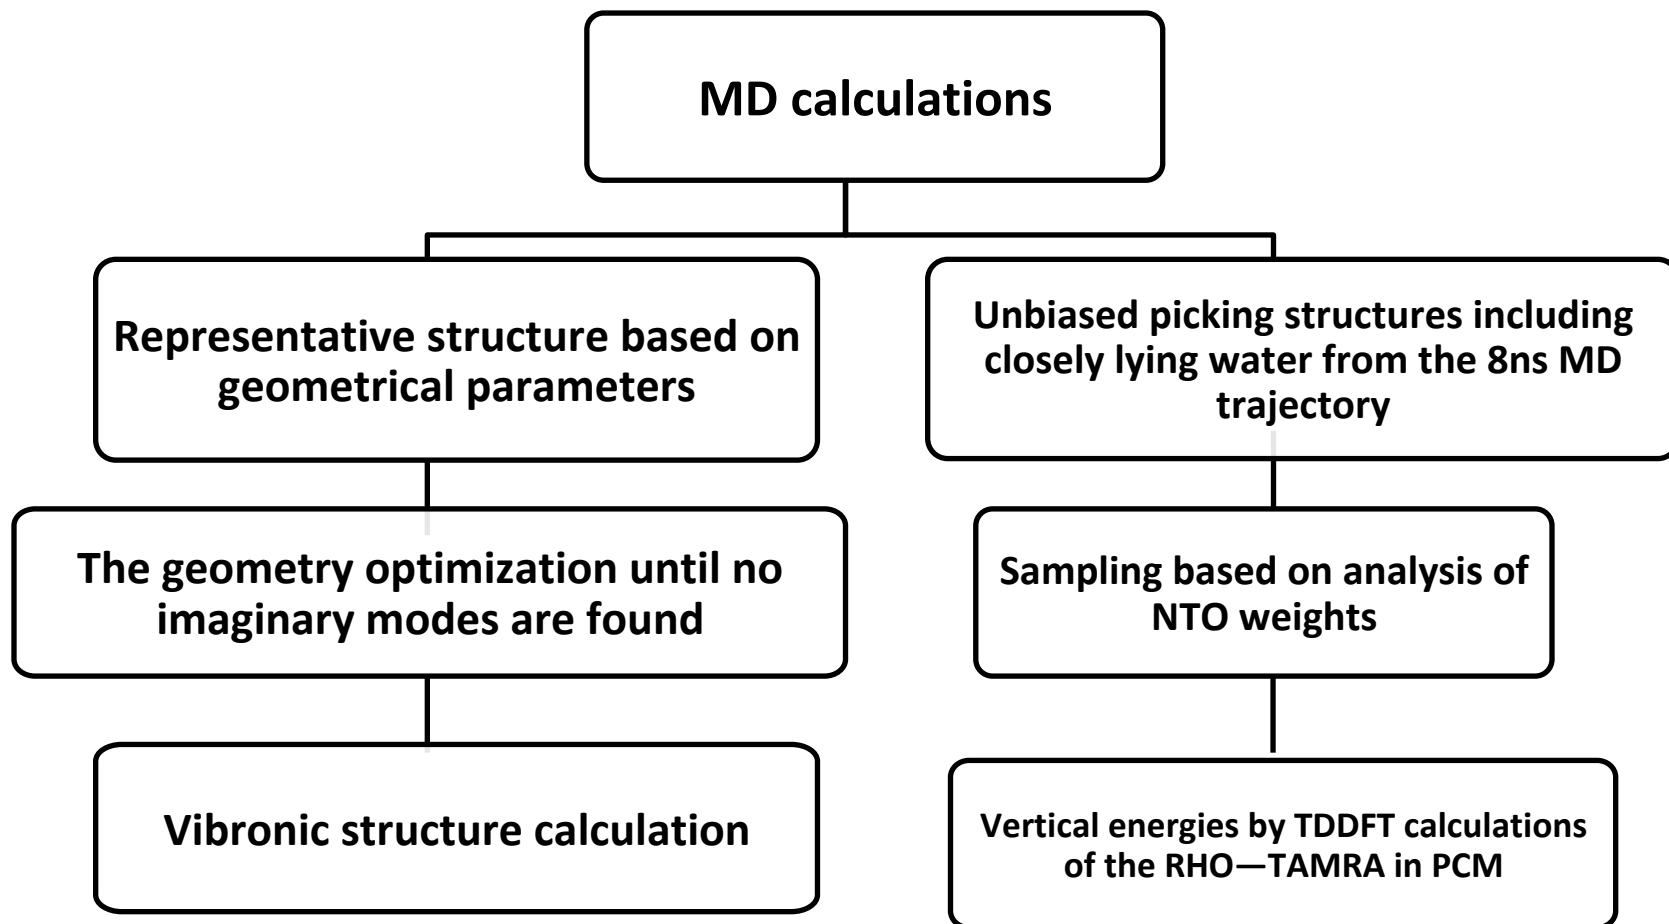 MD calculations
Representative structure based on
geometrical parameters
Unbiased picking structures including
closely lying water from the 8ns MD
trajectory
The geometry optimization until no
imaginary modes are found
Sampling based on analysis of
NTO weights
Vibronic structure calculation
Vertical energies by TDDFT calculations
of the RHO—TAMRA in PCM